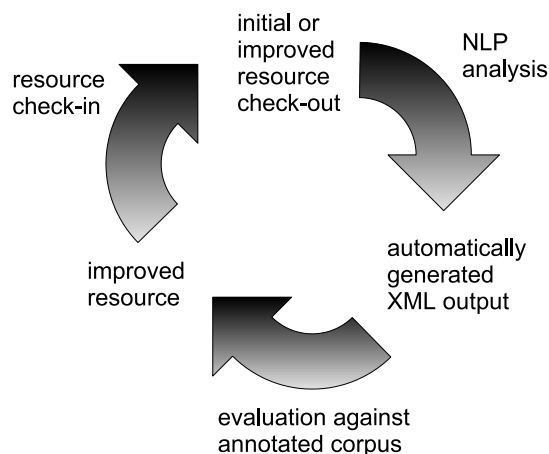 initial or
improved
resource
check-out
NLP
analysis
automatically
generated
XML output
evaluation against
annotated corpus
improved
resource
resource
check-in